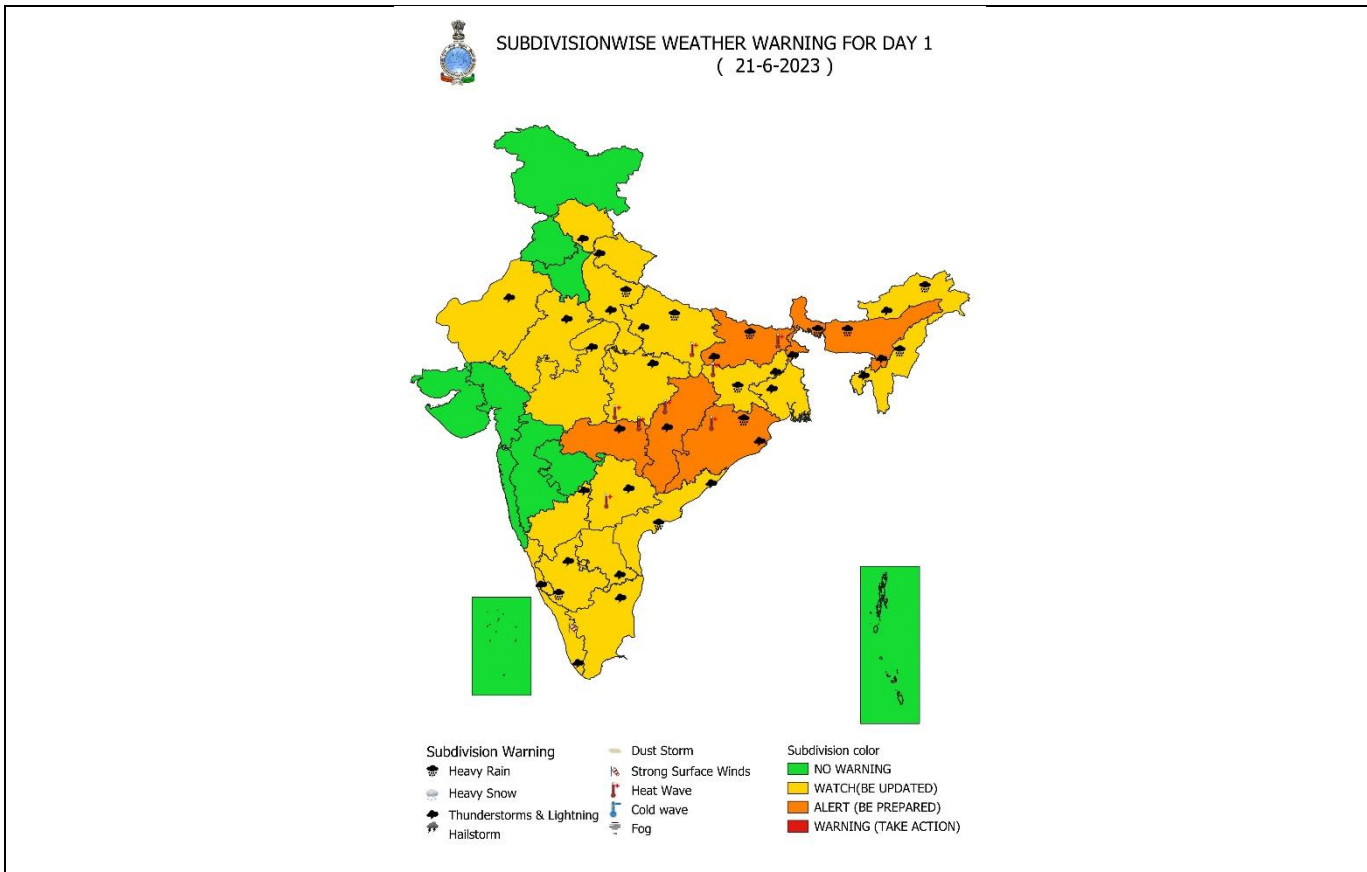 SUBDIVISIONWISE WEATHER WARNING FOR DAY 1
( 21-6-2023 )
Subdivision Warning
Heavy Rain
Heavy Snow
Thunderstorms & Lightning
Hailstorm
Dust Storm
Strong Surface Winds
Heat Wave
Cold wave
Fog
Subdivision color
NO WARNING
WATCH(BE UPDATED)
ALERT (BE PREPARED)
WARNING (TAKE ACTION)